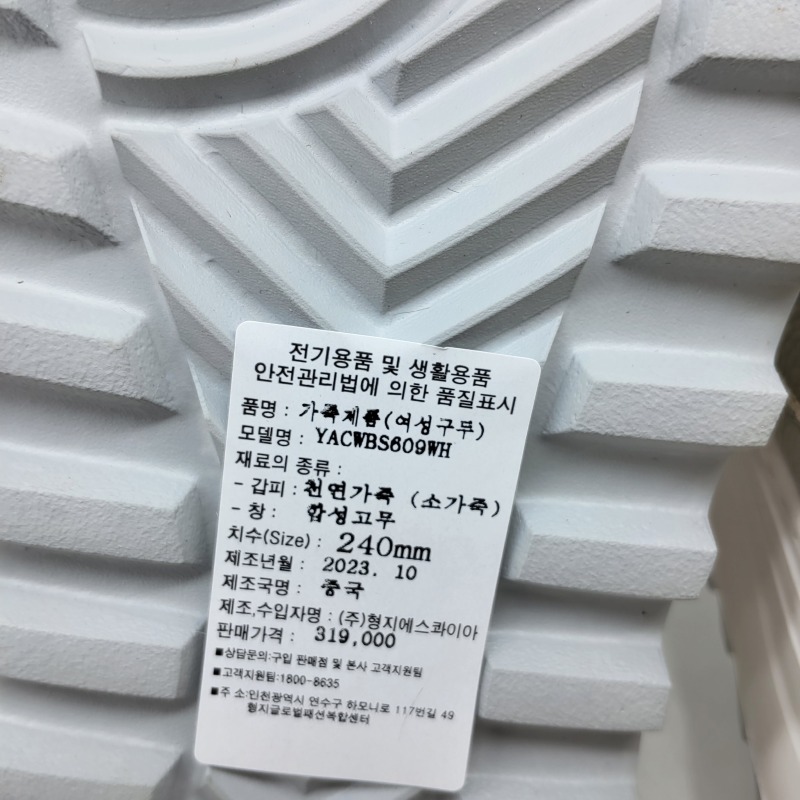 전기용품 및 생활용품
안전관리법에 의한 품질표시
품명 : 가죽제품(여성구두)
모델명 : YACWBS609WH
재료의 종류 :
- 갑피 : 천연가죽 (소가죽)
- 창 : 합성고무
치수(Size) : 240mm
제조년월 : 2023. 10
제조국명 : 중국
제조,수입자명 : (주)형지에스콰이아
판매가격 : 319,000
■상담문의:구입 판매점 및 본사 고객지원팀
■고객지원팀:1800-8635
■주 소:인천광역시 연수구 하모니로 117번길 49
형지글로벌패션복합센터